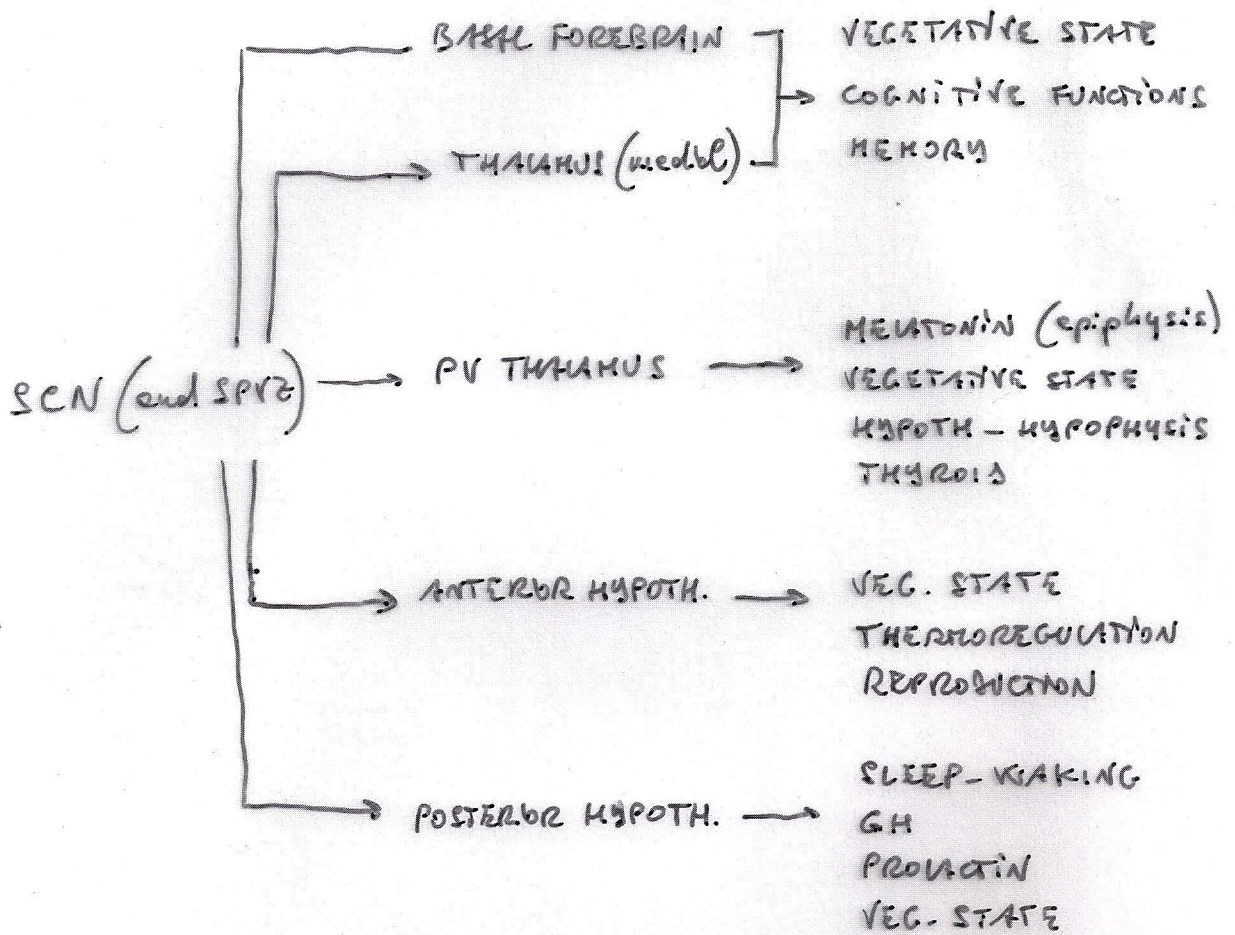 BASAL FOREBRAIN
VEGETATIVE STATE
COGNITIVE FUNCTIONS
MEMORY
THALAMUS (medial)
SCN (and SPVZ)
PV THALAMUS
MELATONIN (epiphysis)
VEGETATIVE STATE
HYPOTH - HYPOPHYSIS
THYROID
ANTERIOR HYPOTH.
VEG. STATE
THERMOREGULATION
REPRODUCTION
POSTERIOR HYPOTH.
SLEEP-WAKING
GH
PROLACTIN
VEG. STATE